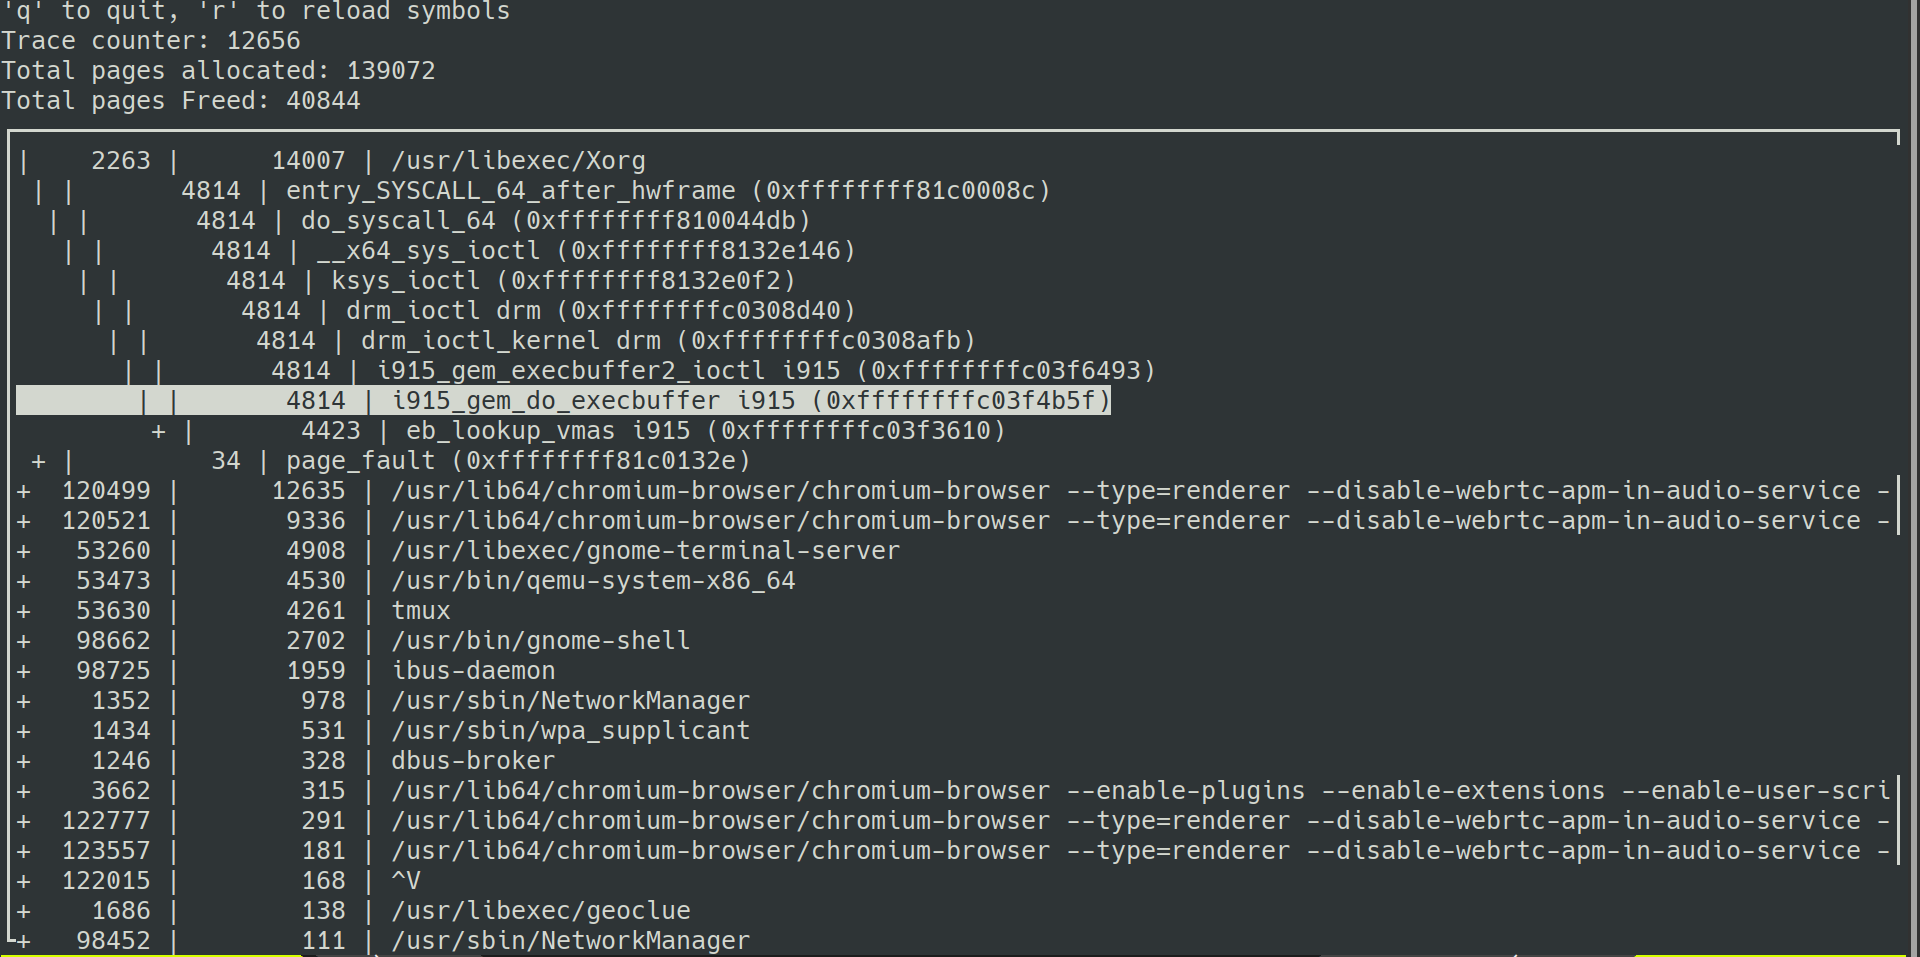 'q' to quit, 'r' to reload symbols
Trace counter: 12656
Total pages allocated: 139072
Total pages Freed: 40844
|    2263 |      14007 | /usr/libexec/Xorg
 | |       4814 | entry_SYSCALL_64_after_hwframe (0xffffffff81c0008c)
  | |       4814 | do_syscall_64 (0xffffffff810044db)
   | |       4814 | __x64_sys_ioctl (0xffffffff8132e146)
    | |       4814 | ksys_ioctl (0xffffffff8132e0f2)
     | |       4814 | drm_ioctl drm (0xffffffffc0308d40)
      | |       4814 | drm_ioctl_kernel drm (0xffffffffc0308afb)
       | |       4814 | i915_gem_execbuffer2_ioctl i915 (0xffffffffc03f6493)
        | |       4814 | i915_gem_do_execbuffer i915 (0xffffffffc03f4b5f)
         + |       4423 | eb_lookup_vmas i915 (0xffffffffc03f3610)
 + |         34 | page_fault (0xffffffff81c0132e)
+  120499 |      12635 | /usr/lib64/chromium-browser/chromium-browser --type=renderer --disable-webrtc-apm-in-audio-service -
+  120521 |       9336 | /usr/lib64/chromium-browser/chromium-browser --type=renderer --disable-webrtc-apm-in-audio-service -
+   53260 |       4908 | /usr/libexec/gnome-terminal-server
+   53473 |       4530 | /usr/bin/qemu-system-x86_64
+   53630 |       4261 | tmux
+   98662 |       2702 | /usr/bin/gnome-shell
+   98725 |       1959 | ibus-daemon
+    1352 |        978 | /usr/sbin/NetworkManager
+    1434 |        531 | /usr/sbin/wpa_supplicant
+    1246 |        328 | dbus-broker
+    3662 |        315 | /usr/lib64/chromium-browser/chromium-browser --enable-plugins --enable-extensions --enable-user-scri
+  122777 |        291 | /usr/lib64/chromium-browser/chromium-browser --type=renderer --disable-webrtc-apm-in-audio-service -
+  123557 |        181 | /usr/lib64/chromium-browser/chromium-browser --type=renderer --disable-webrtc-apm-in-audio-service -
+  122015 |        168 | ^V
+    1686 |        138 | /usr/libexec/geoclue
+   98452 |        111 | /usr/sbin/NetworkManager